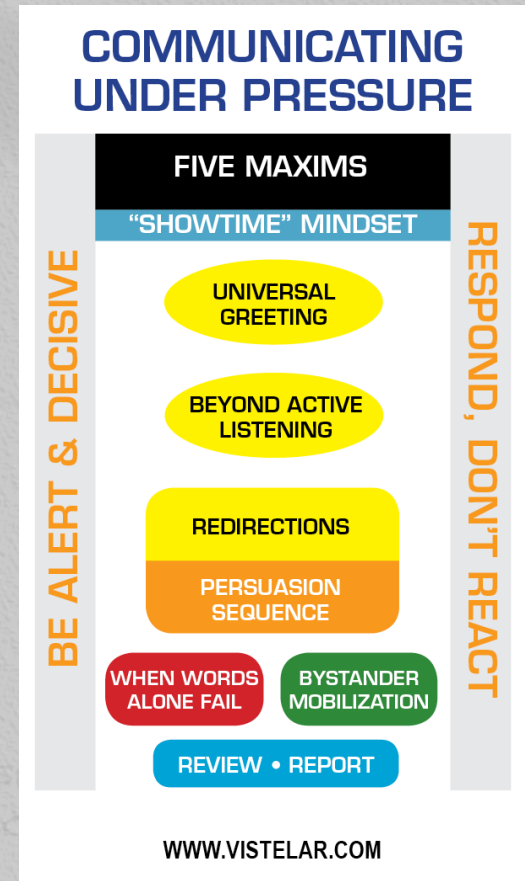 COMMUNICATING
UNDER PRESSURE
FIVE MAXIMS
“SHOWTIME” MINDSET
BE ALERT & DECISIVE
RESPOND, DON'T REACT
UNIVERSAL
GREETING
BEYOND ACTIVE
LISTENING
REDIRECTIONS
PERSUASION
SEQUENCE
WHEN WORDS
ALONE FAIL
BYSTANDER
MOBILIZATION
REVIEW • REPORT
WWW.VISTELAR.COM